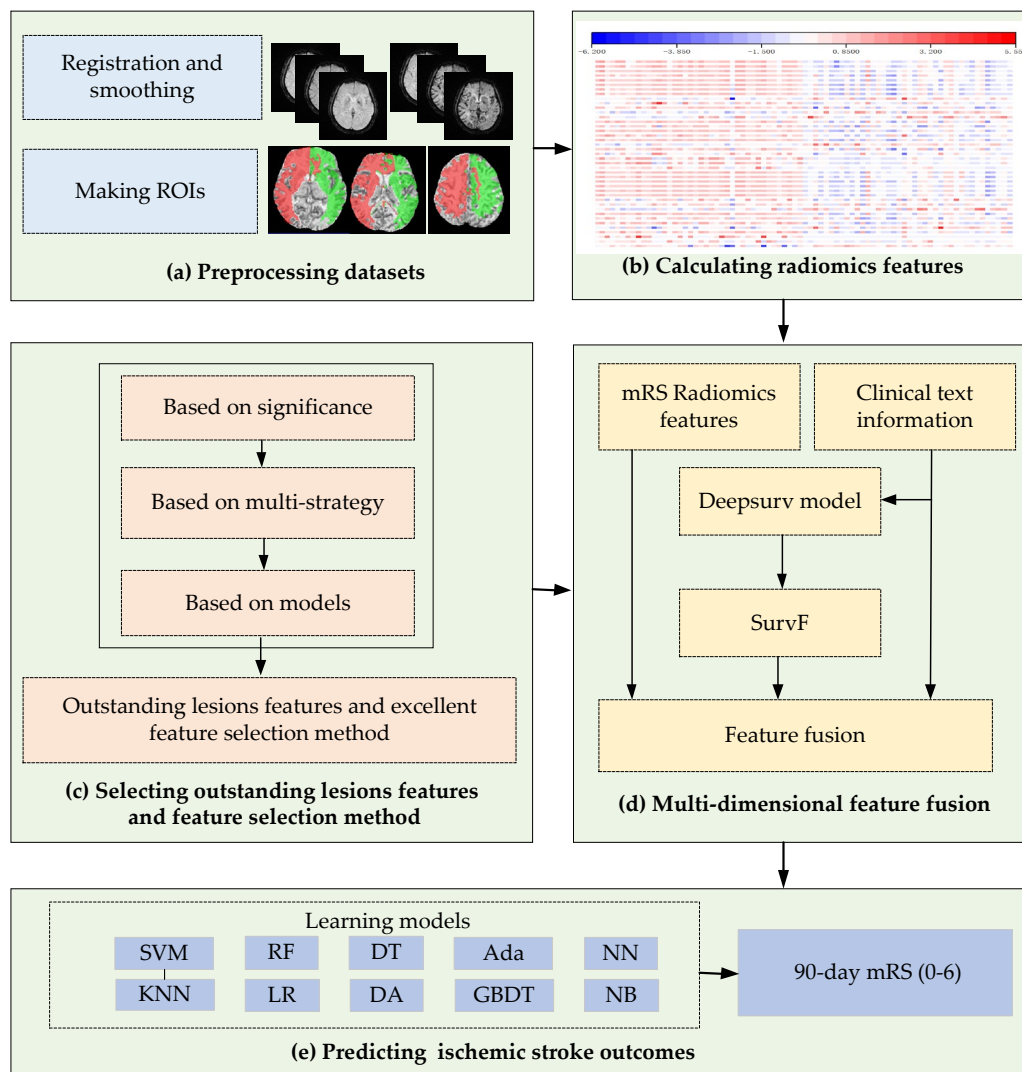 Registration and
smoothing
Making ROIs
(a) Preprocessing datasets
-6.200 -3.850 -1.500 0.8500 3.200 5.55
(b) Calculating radiomics features
Based on significance
Based on multi-strategy
Based on models
Outstanding lesions features and excellent
feature selection method
(c) Selecting outstanding lesions features
and feature selection method
mRS Radiomics
features
Clinical text
information
Deepsurv model
SurvF
Feature fusion
(d) Multi-dimensional feature fusion
Learning models
SVM RF DT Ada NN
KNN LR DA GBDT NB
90-day mRS (0-6)
(e) Predicting ischemic stroke outcomes